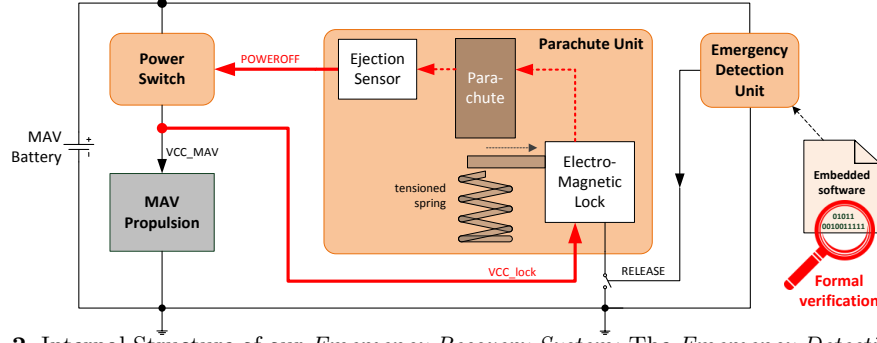 Power
Switch
POWEROFF
Ejection
Sensor
Parachute Unit
Para-
chute
Emergency
Detection
Unit
MAV
Battery
+
-
VCC_MAV
MAV
Propulsion
tensioned
spring
Electro-
Magnetic
Lock
VCC_lock
RELEASE
Embedded
software
01011
0010011111
Formal
verification
2. Internal Structure of our Emergency Recovery System: The Emergency Detecti